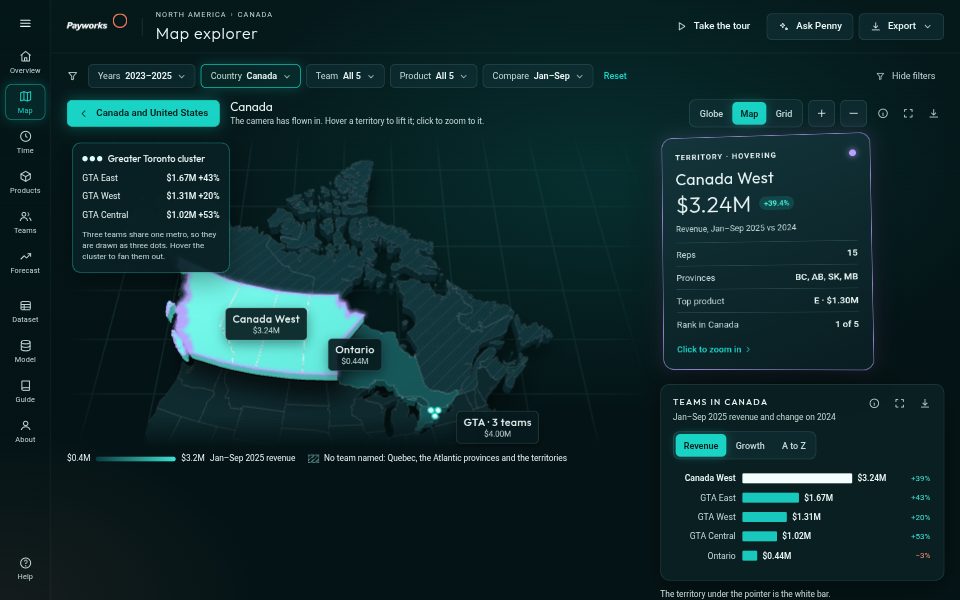 Payworks
NORTH AMERICA › CANADA
Map explorer
Take the tour
Ask Penny
Export
Overview
Map
Time
Products
Teams
Forecast
Dataset
Model
Guide
About
Help
Years 2023–2025
Country Canada
Team All 5
Product All 5
Compare Jan–Sep
Reset
Hide filters
Canada and United States
Canada
The camera has flown in. Hover a territory to lift it; click to zoom to it.
Globe
Map
Grid
Greater Toronto cluster
GTA East $1.67M +43%
GTA West $1.31M +20%
GTA Central $1.02M +53%
Three teams share one metro, so they
are drawn as three dots. Hover the
cluster to fan them out.
Canada West
$3.24M
Ontario
$0.44M
GTA · 3 teams
$4.00M
$0.4M $3.2M Jan–Sep 2025 revenue
No team named: Quebec, the Atlantic provinces and the territories
TERRITORY · HOVERING
Canada West
$3.24M +39.4%
Revenue, Jan–Sep 2025 vs 2024
Reps 15
Provinces BC, AB, SK, MB
Top product E · $1.30M
Rank in Canada 1 of 5
Click to zoom in
TEAMS IN CANADA
Jan–Sep 2025 revenue and change on 2024
Revenue
Growth
A to Z
Canada West $3.24M +39%
GTA East $1.67M +43%
GTA West $1.31M +20%
GTA Central $1.02M +53%
Ontario $0.44M −3%
The territory under the pointer is the white bar.